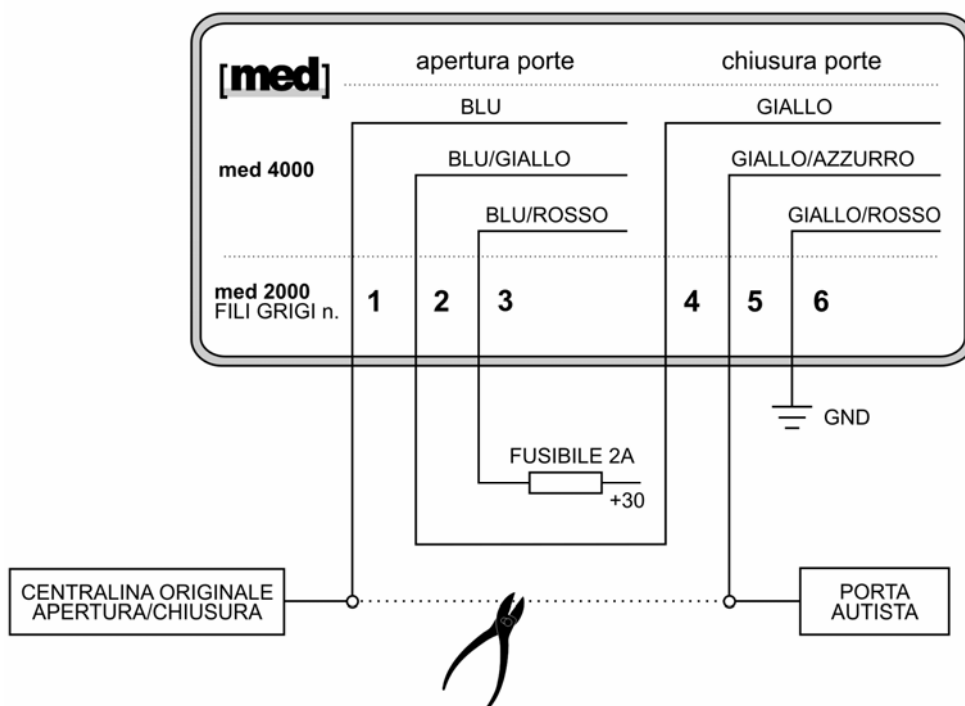 [med]
apertura porte
chiusura porte
BLU
GIALLO
med 4000
BLU/GIALLO
GIALLO/AZZURRO
BLU/ROSSO
GIALLO/ROSSO
med 2000
FILI GRIGI n.
1 2 3 4 5 6
GND
FUSIBILE 2A
+30
CENTRALINA ORIGINALE
APERTURA/CHIUSURA
PORTA
AUTISTA